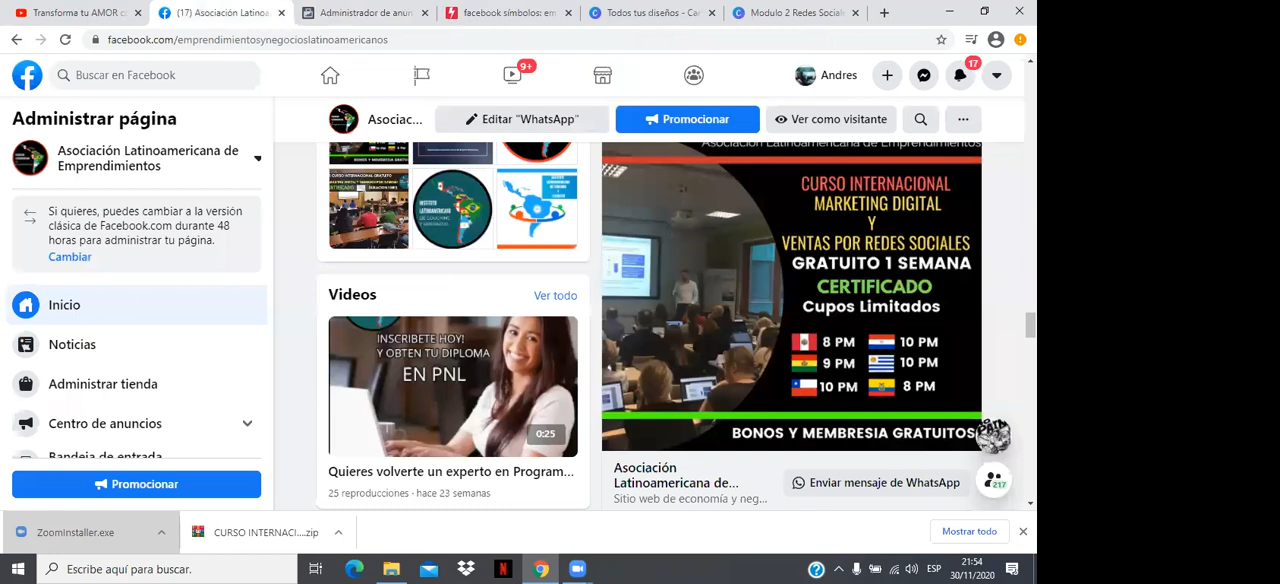 Transforma tu AMOR c
(17) Asociación Latinoa
Administrador de anun
facebook símbolos: em
Todos tus diseños - Ca
Modulo 2 Redes Social
facebook.com/emprendimientosynegocioslatinoamericanos
Buscar en Facebook
9+
Andres
17
Administrar página
Asociación Latinoamericana de
Emprendimientos
Si quieres, puedes cambiar a la versión
clásica de Facebook.com durante 48
horas para administrar tu página.
Cambiar
Inicio
Noticias
Administrar tienda
Centro de anuncios
Bandeja de entrada
Promocionar
Asociac...
Editar "WhatsApp"
Promocionar
Ver como visitante
BONOS Y MEMBRESIA GRATUITOS
INSTITUTO
LATINOAMERICANO
Videos
Ver todo
INSCRIBETE HOY!
Y OBTEN TU DIPLOMA
EN PNL
0:25
Quieres volverte un experto en Program...
25 reproducciones · hace 23 semanas
Asociación Latinoamericana de Emprendimientos
CURSO INTERNACIONAL
MARKETING DIGITAL
Y
VENTAS POR REDES SOCIALES
GRATUITO 1 SEMANA
CERTIFICADO
Cupos Limitados
8 PM 10 PM
9 PM 10 PM
10 PM 8 PM
BONOS Y MEMBRESIA GRATUITOS
Asociación
Latinoamericana de...
Sitio web de economía y neg...
Enviar mensaje de WhatsApp
217
ZoomInstaller.exe
CURSO INTERNACI....zip
Mostrar todo
Escribe aquí para buscar.
ESP
21:54
30/11/2020